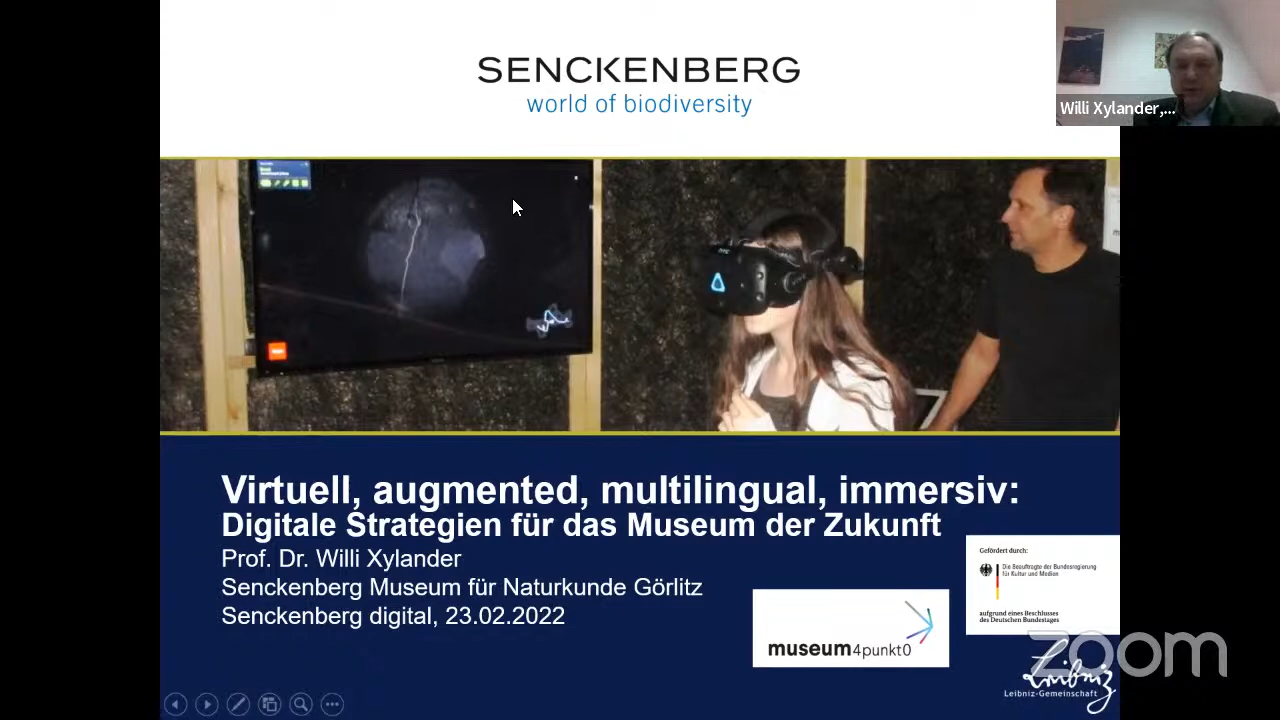 SENCKENBERG
world of biodiversity
Willi Xylander,...
Virtuell, augmented, multilingual, immersiv:
Digitale Strategien für das Museum der Zukunft
Prof. Dr. Willi Xylander
Senckenberg Museum für Naturkunde Görlitz
Senckenberg digital, 23.02.2022
museum4punkt0
Gefördert durch:
Die Beauftragte der Bundesregierung
für Kultur und Medien
aufgrund eines Beschlusses
des Deutschen Bundestages
zoom
Leibniz
Leibniz-Gemeinschaft